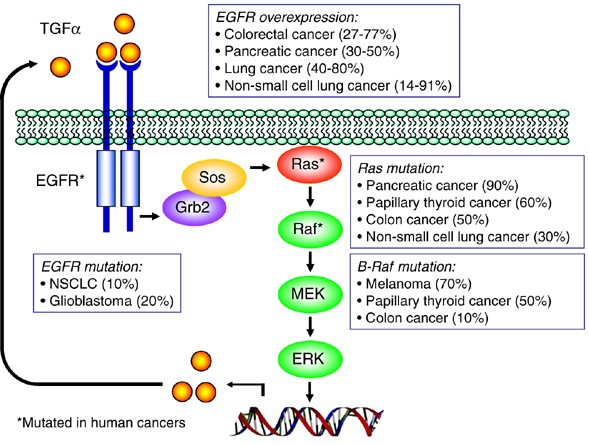 TGFα
EGFR overexpression:
• Colorectal cancer (27-77%)
• Pancreatic cancer (30-50%)
• Lung cancer (40-80%)
• Non-small cell lung cancer (14-91%)
EGFR*
Sos
Grb2
Ras*
Raf*
MEK
ERK
Ras mutation:
• Pancreatic cancer (90%)
• Papillary thyroid cancer (60%)
• Colon cancer (50%)
• Non-small cell lung cancer (30%)
EGFR mutation:
• NSCLC (10%)
• Glioblastoma (20%)
B-Raf mutation:
• Melanoma (70%)
• Papillary thyroid cancer (50%)
• Colon cancer (10%)
*Mutated in human cancers